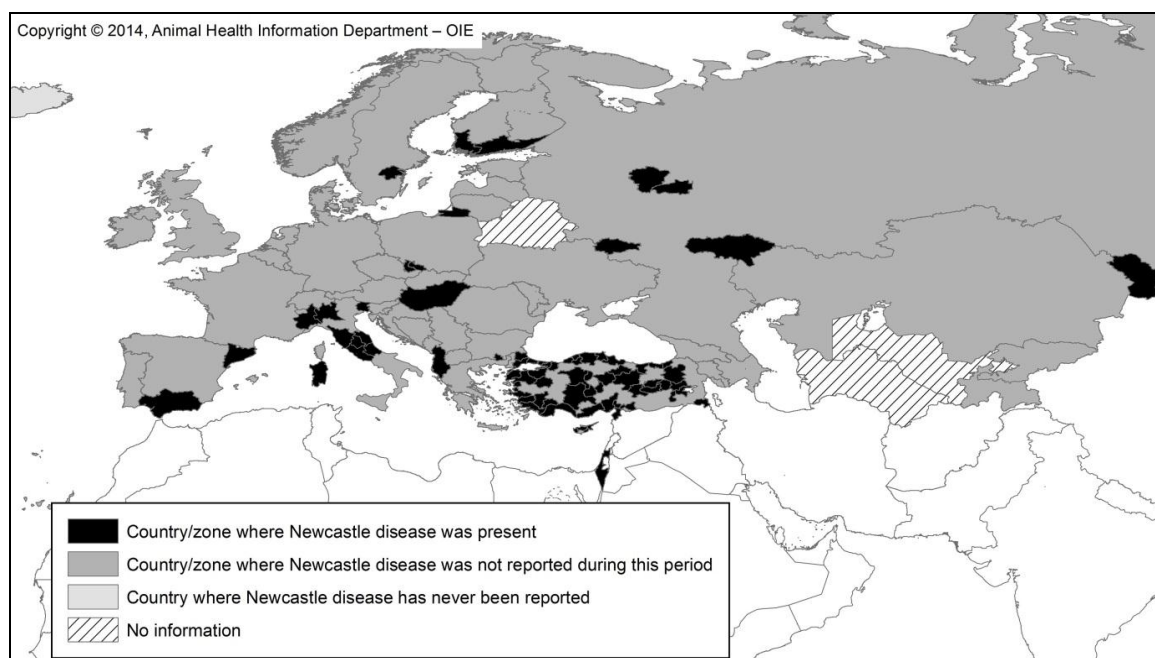 Copyright © 2014, Animal Health Information Department – OIE
Country/zone where Newcastle disease was present
Country/zone where Newcastle disease was not reported during this period
Country where Newcastle disease has never been reported
No information